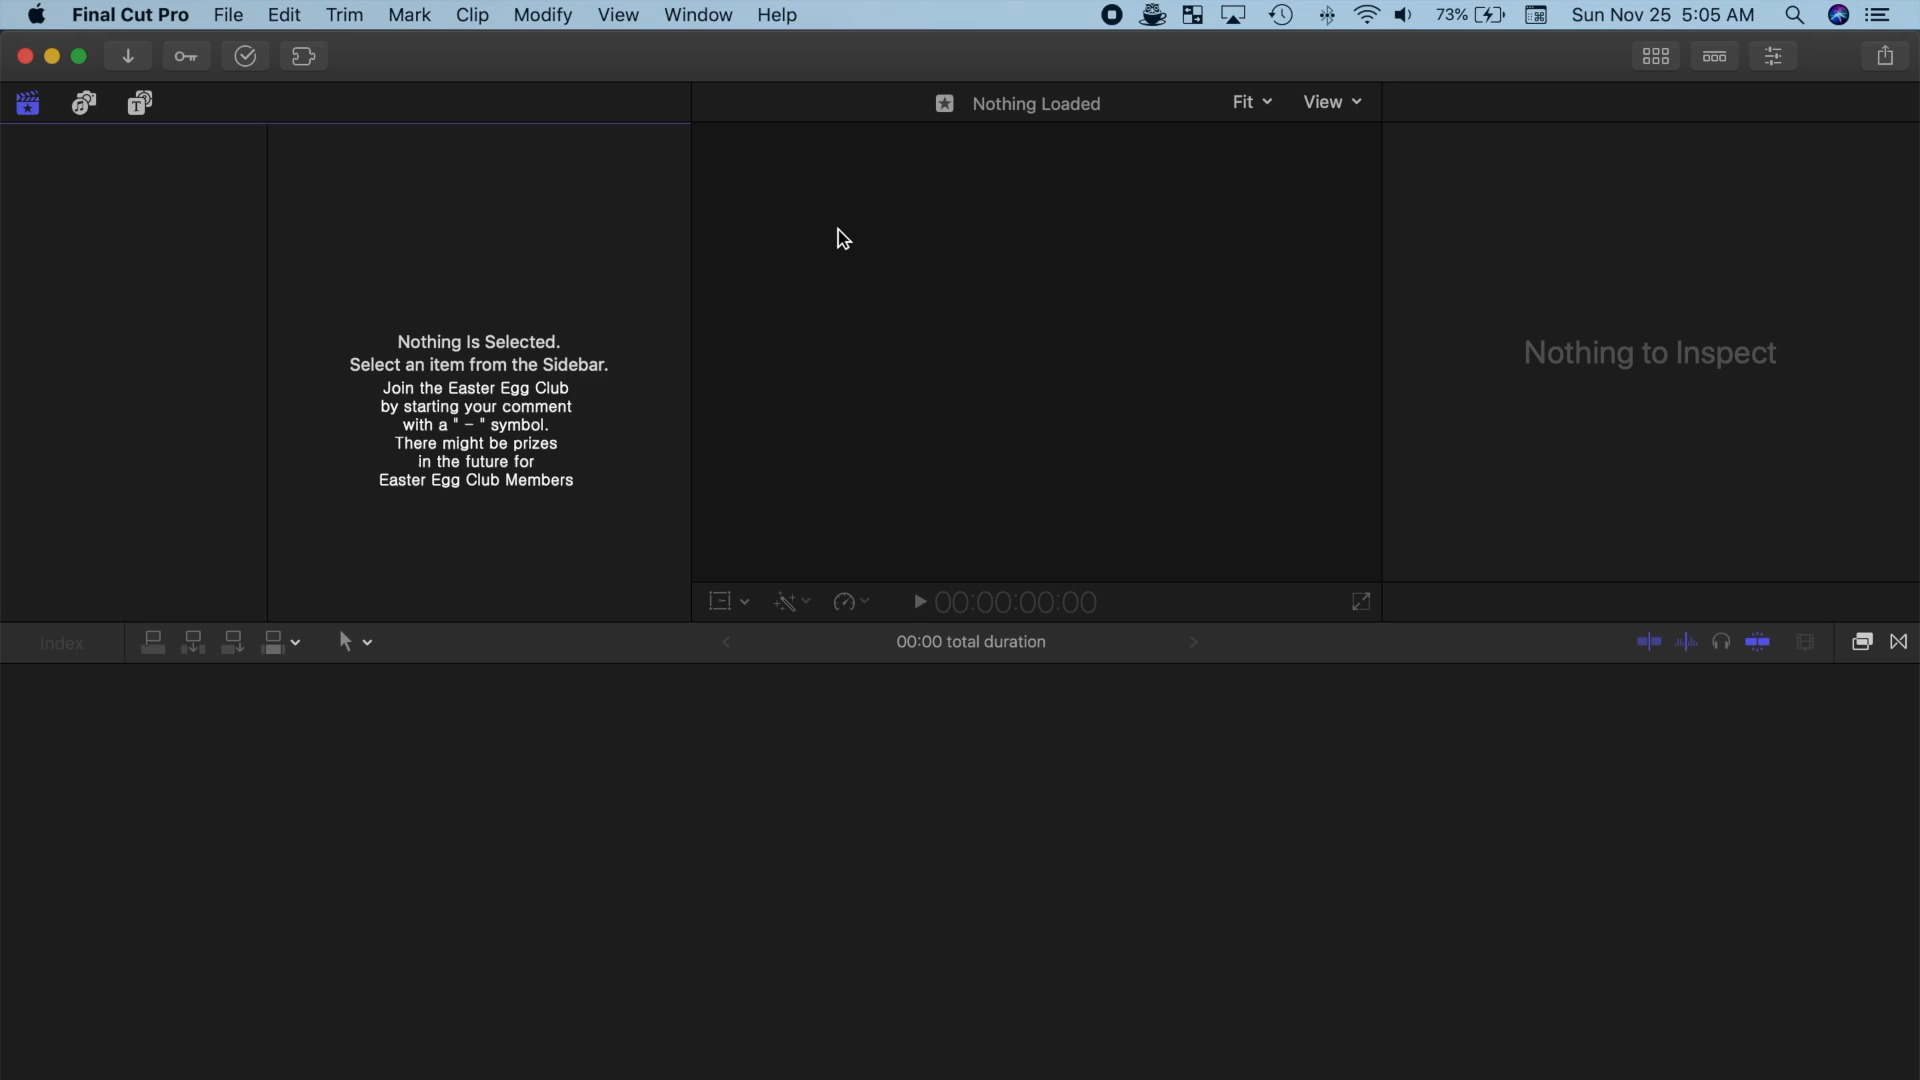 Final Cut Pro File Edit Trim Mark Clip Modify View Window Help 73% Sun Nov 25 5:05 AM
Nothing Loaded Fit View
Nothing Is Selected.
Select an item from the Sidebar.
Join the Easter Egg Club
by starting your comment
with a " - " symbol.
There might be prizes
in the future for
Easter Egg Club Members
Nothing to Inspect
00:00:00:00
Index 00:00 total duration